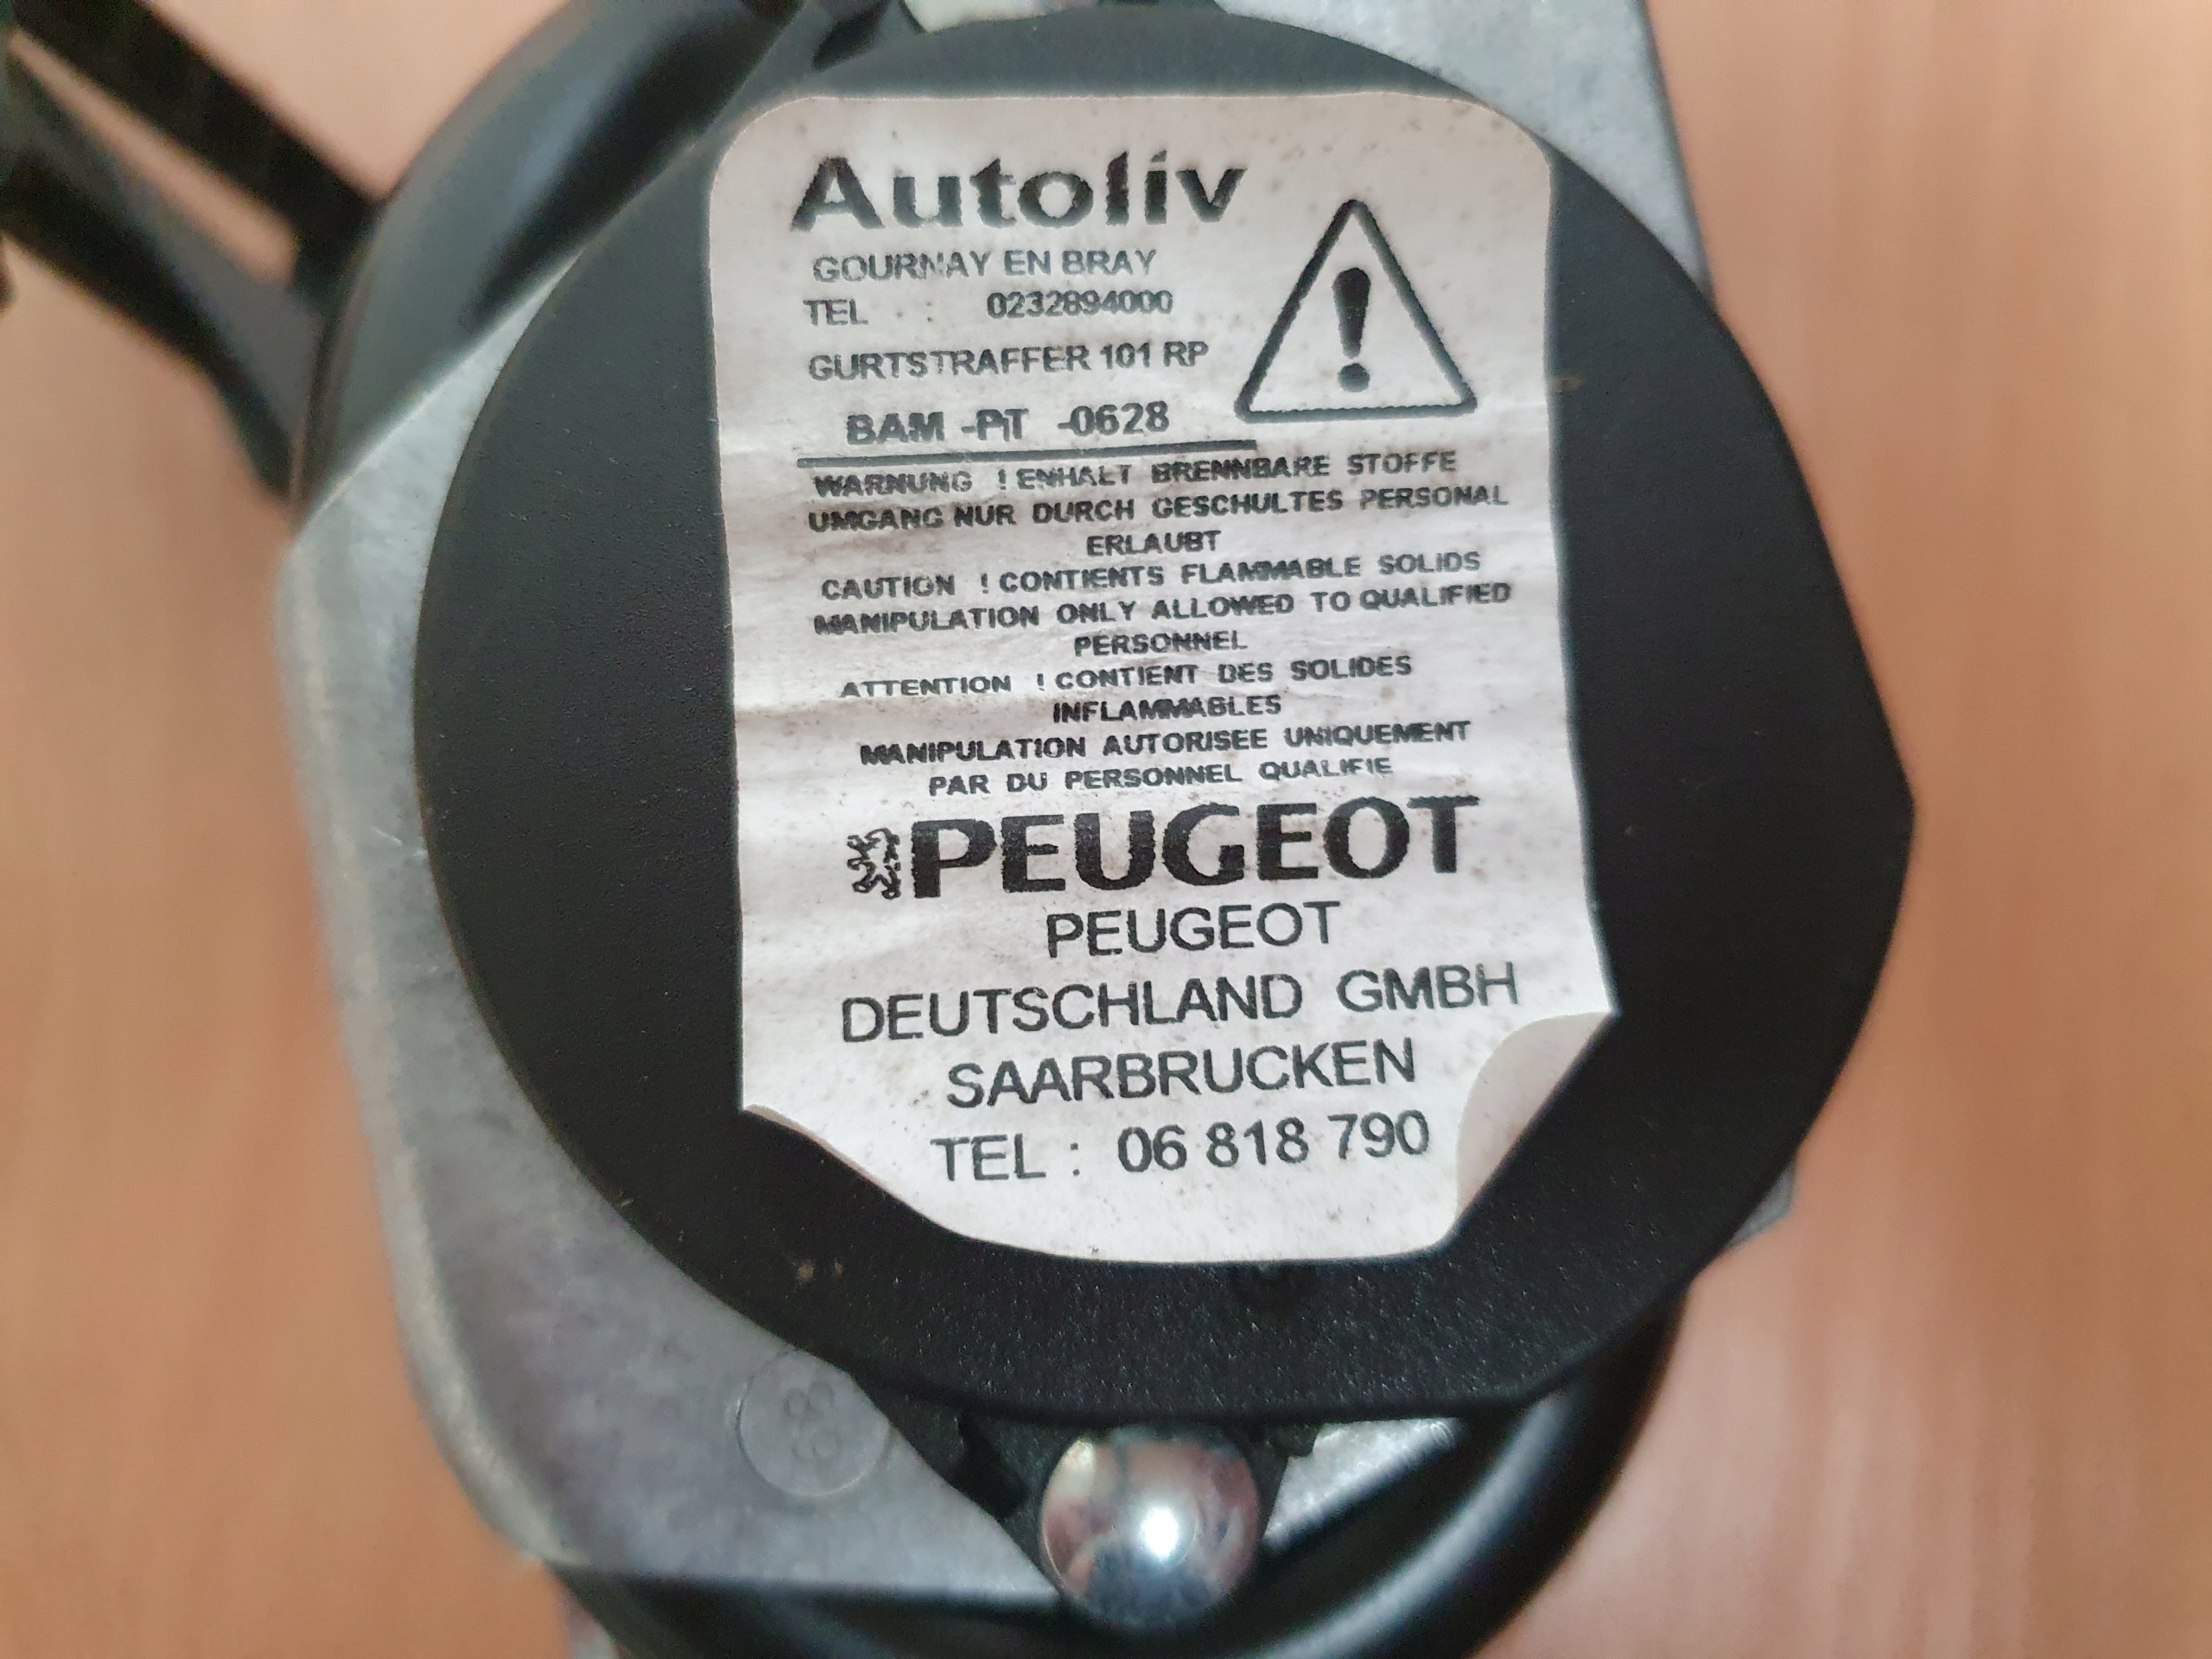 Autoliv
GOURNAY EN BRAY
TEL : 0232894000
GURTSTRAFFER 101 RP
BAM -P1T -0628
WARNUNG ! ENHALT BRENNBARE STOFFE
UMGANG NUR DURCH GESCHULTES PERSONAL
ERLAUBT
CAUTION ! CONTIENTS FLAMMABLE SOLIDS
MANIPULATION ONLY ALLOWED TO QUALIFIED
PERSONNEL
ATTENTION ! CONTIENT DES SOLIDES
INFLAMMABLES
MANIPULATION AUTORISEE UNIQUEMENT
PAR DU PERSONNEL QUALIFIE
PEUGEOT
PEUGEOT
DEUTSCHLAND GMBH
SAARBRUCKEN
TEL : 06 818 790